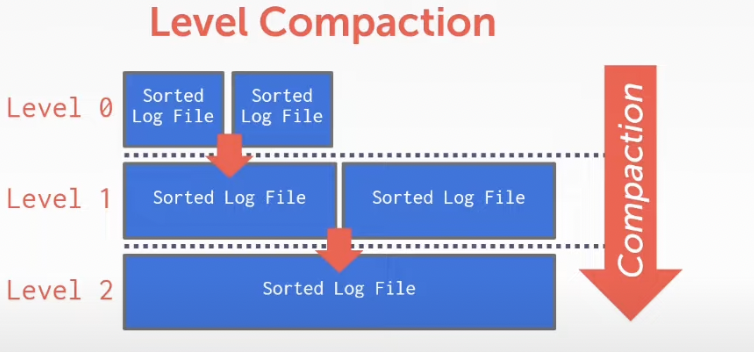 Level Compaction
Level 0
Sorted
Log File
Sorted
Log File
Level 1
Sorted Log File
Sorted Log File
Level 2
Sorted Log File
Compaction